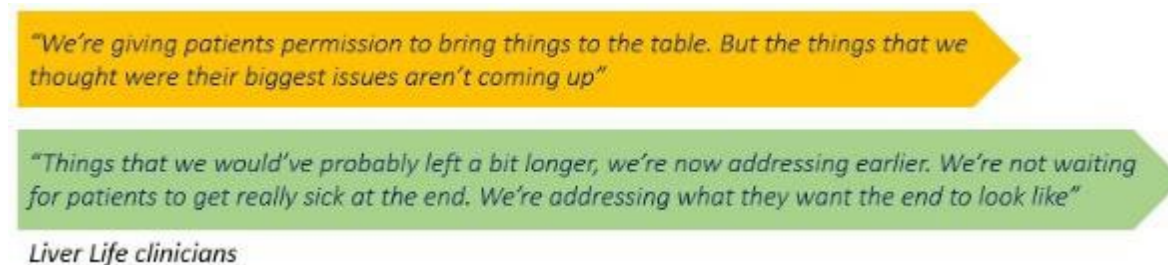 “We’re giving patients permission to bring things to the table. But the things that we
thought were their biggest issues aren’t coming up”
“Things that we would’ve probably left a bit longer, we’re now addressing earlier. We’re not waiting
for patients to get really sick at the end. We’re addressing what they want the end to look like”
Liver Life clinicians